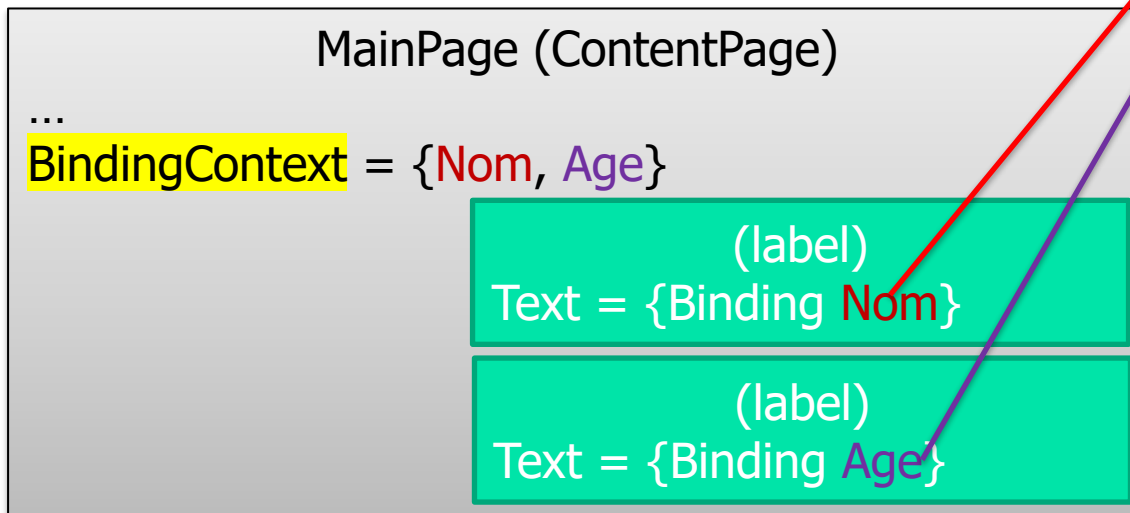 MainPage (ContentPage)
...
BindingContext = {Nom, Age}
(label)
Text = {Binding Nom}
(label)
Text = {Binding Age}